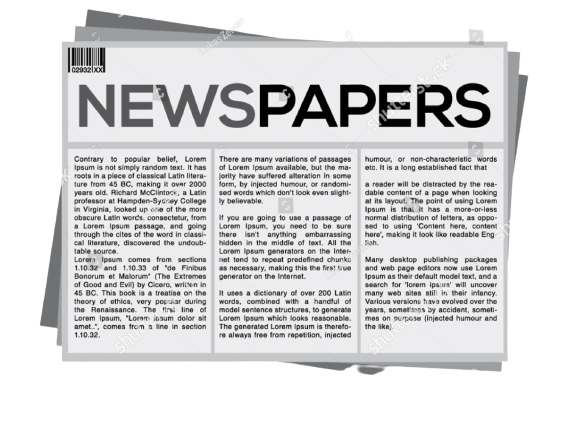 02932 XX
NEWSPAPERS
Contrary to popular belief, Lorem
Ipsum is not simply random text. It has
roots in a piece of classical Latin litera-
ture from 45 BC, making it over 2000
years old. Richard McClintock, a Latin
professor at Hampden-Sydney College
in Virginia, looked up one of the more
obscure Latin words, consectetur, from
a Lorem Ipsum passage, and going
through the cites of the word in classi-
cal literature, discovered the undoub-
table source.
Lorem Ipsum comes from sections
1.10.32 and 1.10.33 of "de Finibus
Bonorum et Malorum" (The Extremes
of Good and Evil) by Cicero, written in
45 BC. This book is a treatise on the
theory of ethics, very popular during
the Renaissance. The first line of
Lorem Ipsum, "Lorem ipsum dolor sit
amet..", comes from a line in section
1.10.32.
There are many variations of passages
of Lorem Ipsum available, but the ma-
jority have suffered alteration in some
form, by injected humour, or randomi-
sed words which don't look even slight-
ly believable.
If you are going to use a passage of
Lorem Ipsum, you need to be sure
there isn't anything embarrassing
hidden in the middle of text. All the
Lorem Ipsum generators on the Inter-
net tend to repeat predefined chunks
as necessary, making this the first true
generator on the Internet.
It uses a dictionary of over 200 Latin
words, combined with a handful of
model sentence structures, to generate
Lorem Ipsum which looks reasonable.
The generated Lorem Ipsum is therefo-
re always free from repetition, injected
humour, or non-characteristic words
etc. It is a long established fact that
a reader will be distracted by the rea-
dable content of a page when looking
at its layout. The point of using Lorem
Ipsum is that it has a more-or-less
normal distribution of letters, as oppo-
sed to using 'Content here, content
here', making it look like readable Eng-
lish.
Many desktop publishing packages
and web page editors now use Lorem
Ipsum as their default model text, and a
search for 'lorem ipsum' will uncover
many web sites still in their infancy.
Various versions have evolved over the
years, sometimes by accident, someti-
mes on purpose (injected humour and
the like).
shutterstock